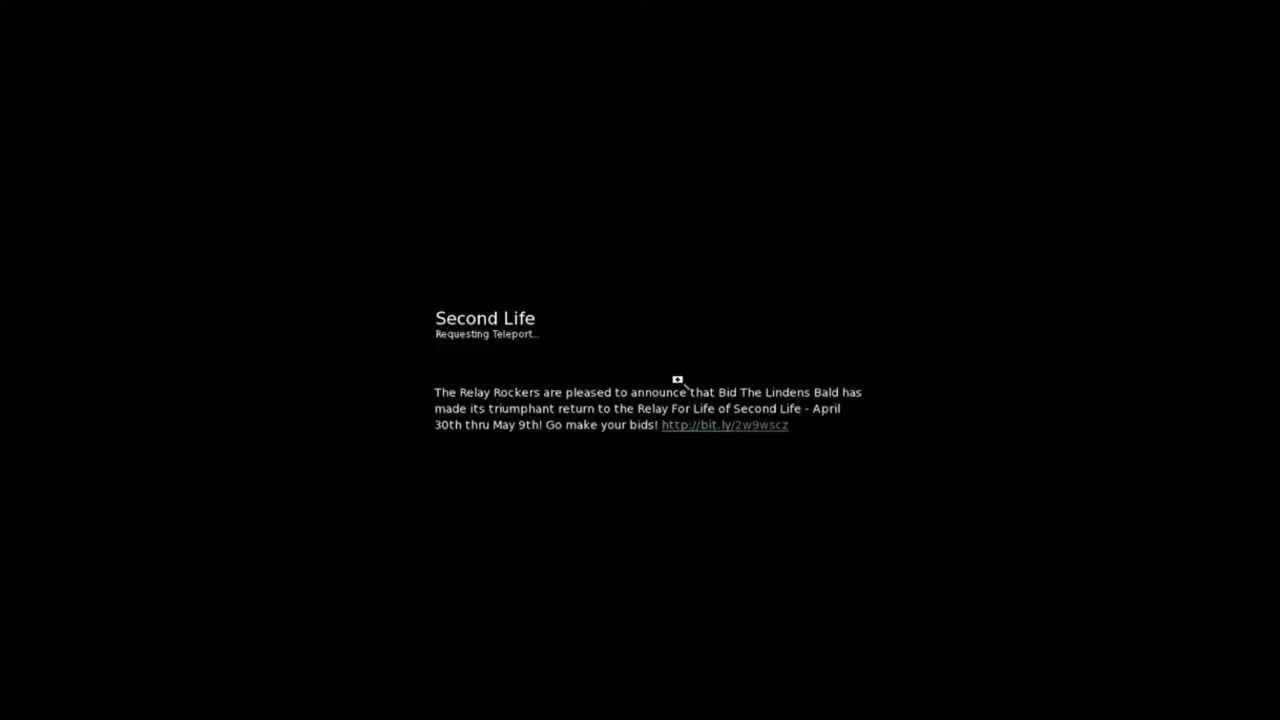 Second Life
Requesting Teleport...
The Relay Rockers are pleased to announce that Bid The Lindens Bald has
made its triumphant return to the Relay For Life of Second Life - April
30th thru May 9th! Go make your bids! http://bit.ly/2w9wscz